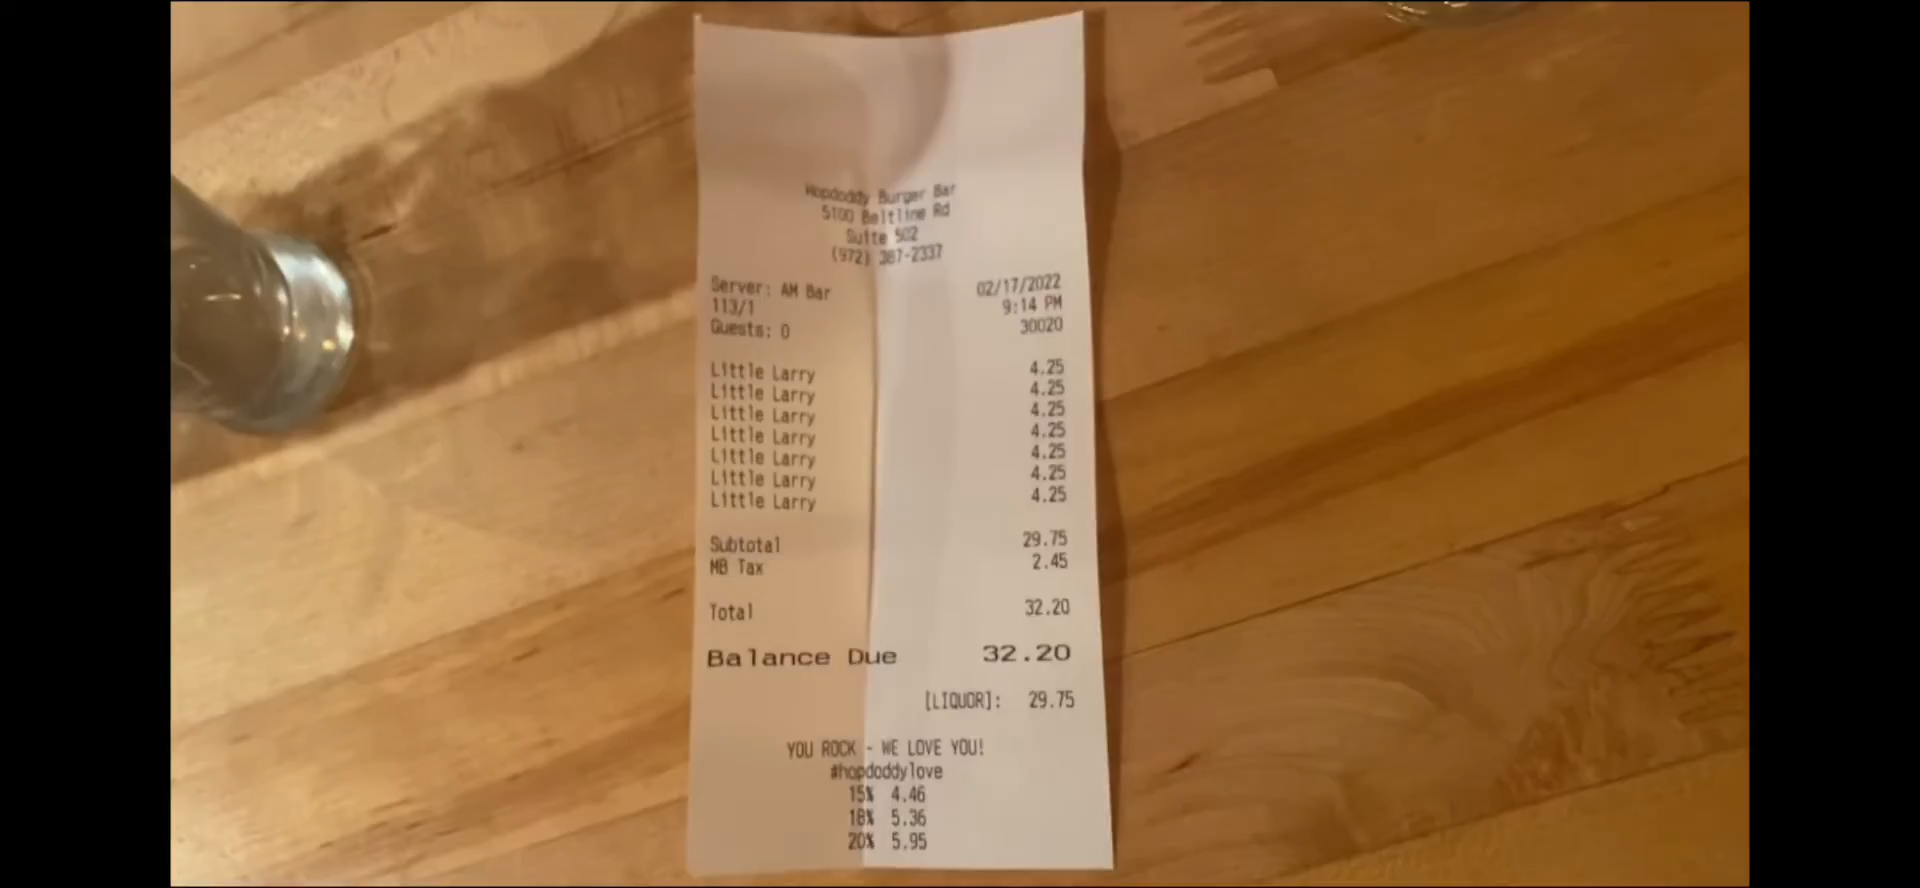 Hopdoddy Burger Bar
5100 Beltline Rd
Suite 502
(972) 387-2337
Server: AM Bar 02/17/2022
113/1 9:14 PM
Guests: 0 30020
Little Larry 4.25
Little Larry 4.25
Little Larry 4.25
Little Larry 4.25
Little Larry 4.25
Little Larry 4.25
Little Larry 4.25
Subtotal 29.75
MB Tax 2.45
Total 32.20
Balance Due 32.20
[LIQUOR]: 29.75
YOU ROCK - WE LOVE YOU!
#hopdoddylove
15% 4.46
18% 5.36
20% 5.95